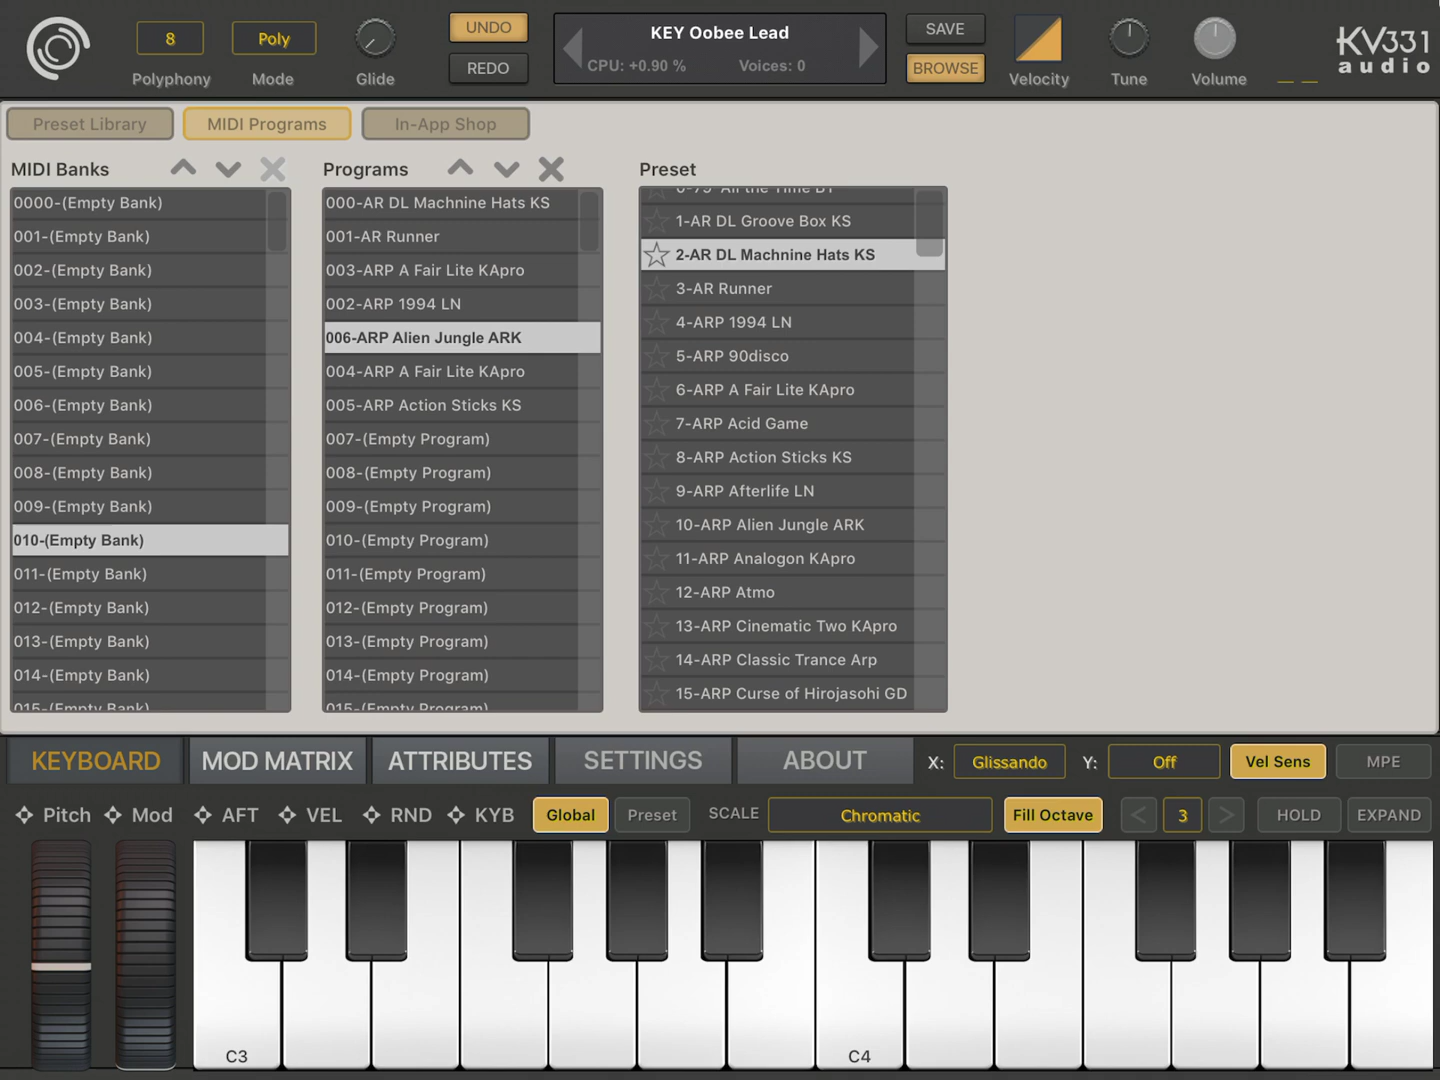 8
Polyphony
Poly
Mode
Glide
UNDO
REDO
KEY Oobee Lead
CPU: +0.90 %
Voices: 0
SAVE
BROWSE
Velocity
Tune
Volume
KV331
audio
Preset Library
MIDI Programs
In-App Shop
MIDI Banks
0000-(Empty Bank)
001-(Empty Bank)
002-(Empty Bank)
003-(Empty Bank)
004-(Empty Bank)
005-(Empty Bank)
006-(Empty Bank)
007-(Empty Bank)
008-(Empty Bank)
009-(Empty Bank)
010-(Empty Bank)
011-(Empty Bank)
012-(Empty Bank)
013-(Empty Bank)
014-(Empty Bank)
015-(Empty Bank)
Programs
000-AR DL Machnine Hats KS
001-AR Runner
003-ARP A Fair Lite KApro
002-ARP 1994 LN
006-ARP Alien Jungle ARK
004-ARP A Fair Lite KApro
005-ARP Action Sticks KS
007-(Empty Program)
008-(Empty Program)
009-(Empty Program)
010-(Empty Program)
011-(Empty Program)
012-(Empty Program)
013-(Empty Program)
014-(Empty Program)
015-(Empty Program)
Preset
0-75 All the Time BT
1-AR DL Groove Box KS
2-AR DL Machnine Hats KS
3-AR Runner
4-ARP 1994 LN
5-ARP 90disco
6-ARP A Fair Lite KApro
7-ARP Acid Game
8-ARP Action Sticks KS
9-ARP Afterlife LN
10-ARP Alien Jungle ARK
11-ARP Analogon KApro
12-ARP Atmo
13-ARP Cinematic Two KApro
14-ARP Classic Trance Arp
15-ARP Curse of Hirojasohi GD
KEYBOARD
MOD MATRIX
ATTRIBUTES
SETTINGS
ABOUT
X:
Glissando
Y:
Off
Vel Sens
MPE
Pitch
Mod
AFT
VEL
RND
KYB
Global
Preset
SCALE
Chromatic
Fill Octave
<
3
>
HOLD
EXPAND
C3
C4